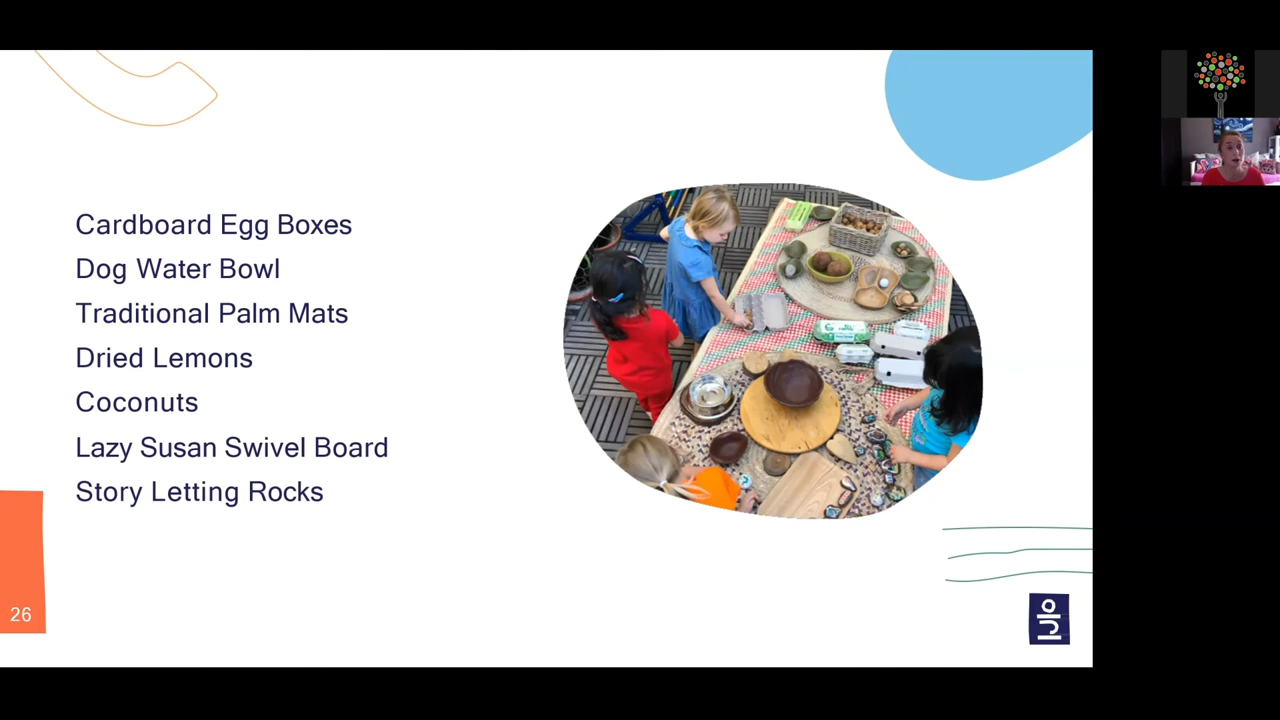 Cardboard Egg Boxes
Dog Water Bowl
Traditional Palm Mats
Dried Lemons
Coconuts
Lazy Susan Swivel Board
Story Letting Rocks
26